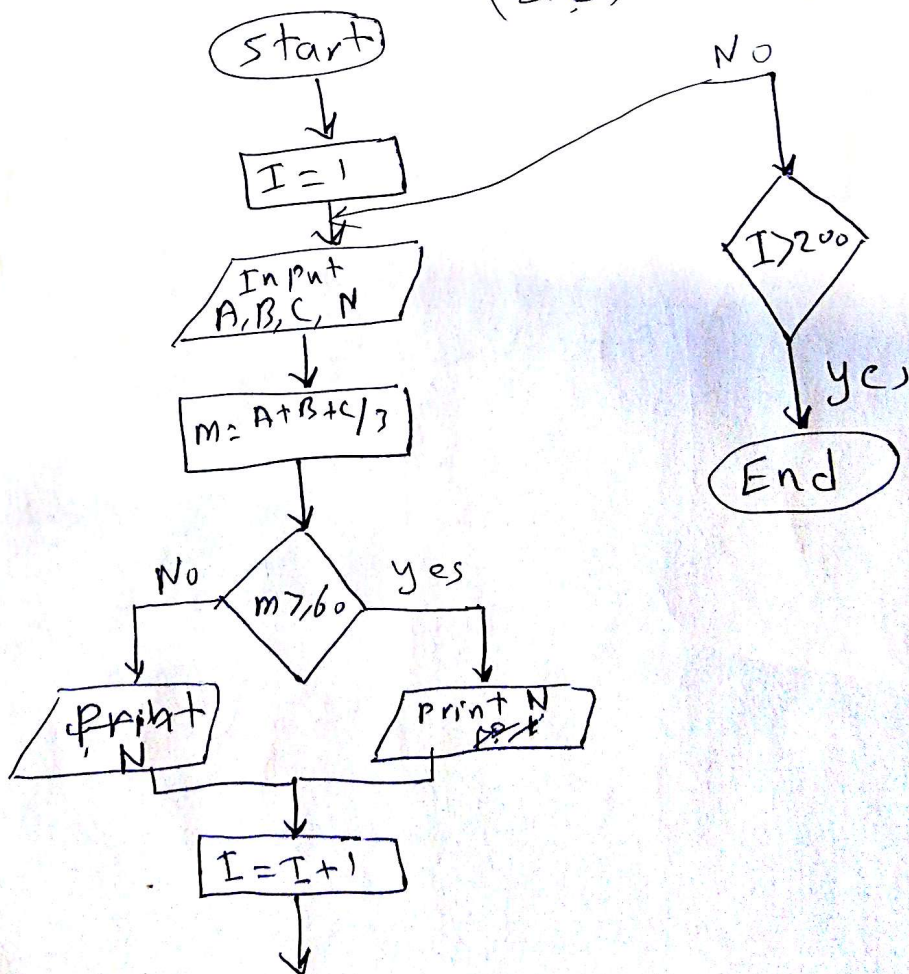 Start
I = 1
Input
A, B, C, N
m = A+B+C/3
m >, 60
No
yes
Print
N
print N
I = I + 1
No
I > 200
yes
End